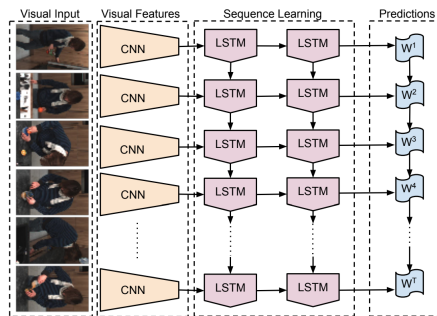 Visual Input Visual Features Sequence Learning Predictions
CNN LSTM LSTM W¹
CNN LSTM LSTM W²
CNN LSTM LSTM W³
CNN LSTM LSTM W⁴
CNN LSTM LSTM Wᵀ